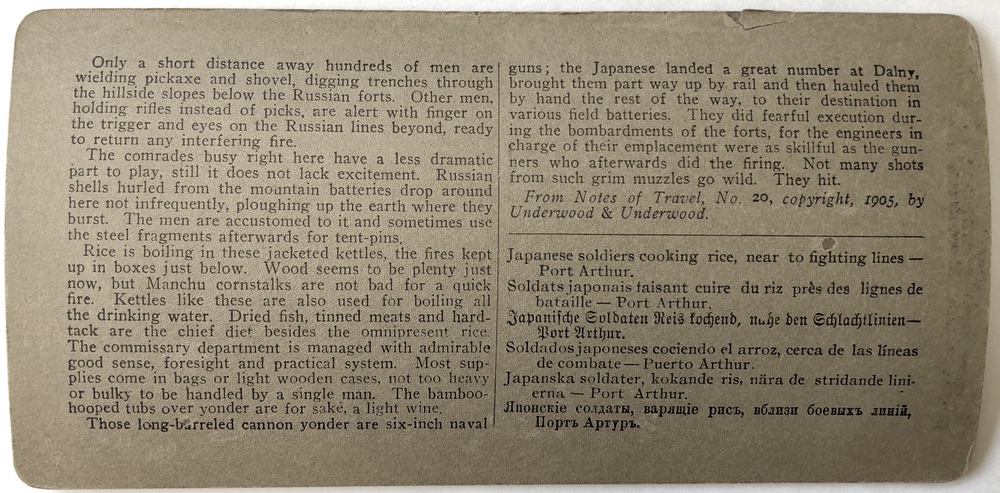 Only a short distance away hundreds of men are
wielding pickaxe and shovel, digging trenches through
the hillside slopes below the Russian forts. Other men,
holding rifles instead of picks, are alert with finger on
the trigger and eyes on the Russian lines beyond, ready
to return any interfering fire.
The comrades busy right here have a less dramatic
part to play, still it does not lack excitement. Russian
shells hurled from the mountain batteries drop around
here not infrequently, ploughing up the earth where they
burst. The men are accustomed to it and sometimes use
the steel fragments afterwards for tent-pins.
Rice is boiling in these jacketed kettles, the fires kept
up in boxes just below. Wood seems to be plenty just
now, but Manchu cornstalks are not bad for a quick
fire. Kettles like these are also used for boiling all
the drinking water. Dried fish, tinned meats and hard-
tack are the chief diet besides the omnipresent rice.
The commissary department is managed with admirable
good sense, foresight and practical system. Most sup-
plies come in bags or light wooden cases, not too heavy
or bulky to be handled by a single man. The bamboo-
hooped tubs over yonder are for saké, a light wine.
Those long-barreled cannon yonder are six-inch naval
guns; the Japanese landed a great number at Dalny,
brought them part way up by rail and then hauled them
by hand the rest of the way, to their destination in
various field batteries. They did fearful execution dur-
ing the bombardments of the forts, for the engineers in
charge of their emplacement were as skillful as the gun-
ners who afterwards did the firing. Not many shots
from such grim muzzles go wild. They hit.
From Notes of Travel, No. 20, copyright, 1905, by
Underwood & Underwood.
Japanese soldiers cooking rice, near to fighting lines —
Port Arthur.
Soldats japonais faisant cuire du riz près des lignes de
bataille — Port Arthur.
Japanische Soldaten Reis kochend, nahe den Schlachtlinien—
Port Arthur.
Soldados japoneses cociendo el arroz, cerca de las líneas
de combate — Puerto Arthur.
Japanska soldater, kokande ris, nära de stridande lini-
erna — Port Arthur.
Японскіе солдаты, варящіе рисъ, вблизи боевыхъ линій,
Портъ Артуръ.